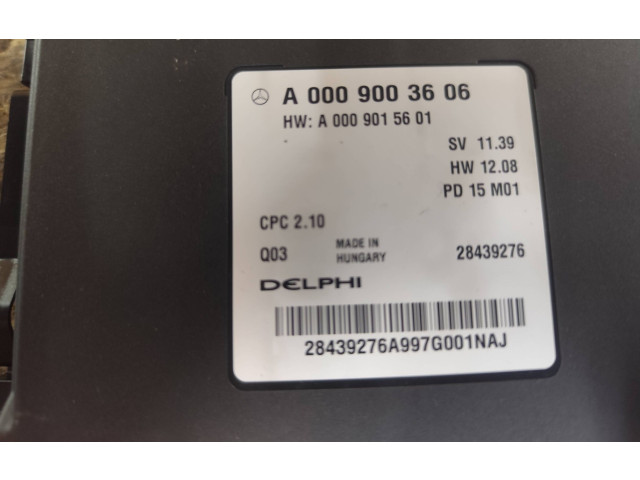 A 000 900 36 06
HW: A 000 901 56 01
SV 11.39
HW 12.08
PD 15 M01
CPC 2.10
Q03 MADE IN HUNGARY 28439276
DELPHI
28439276A997G001NAJ